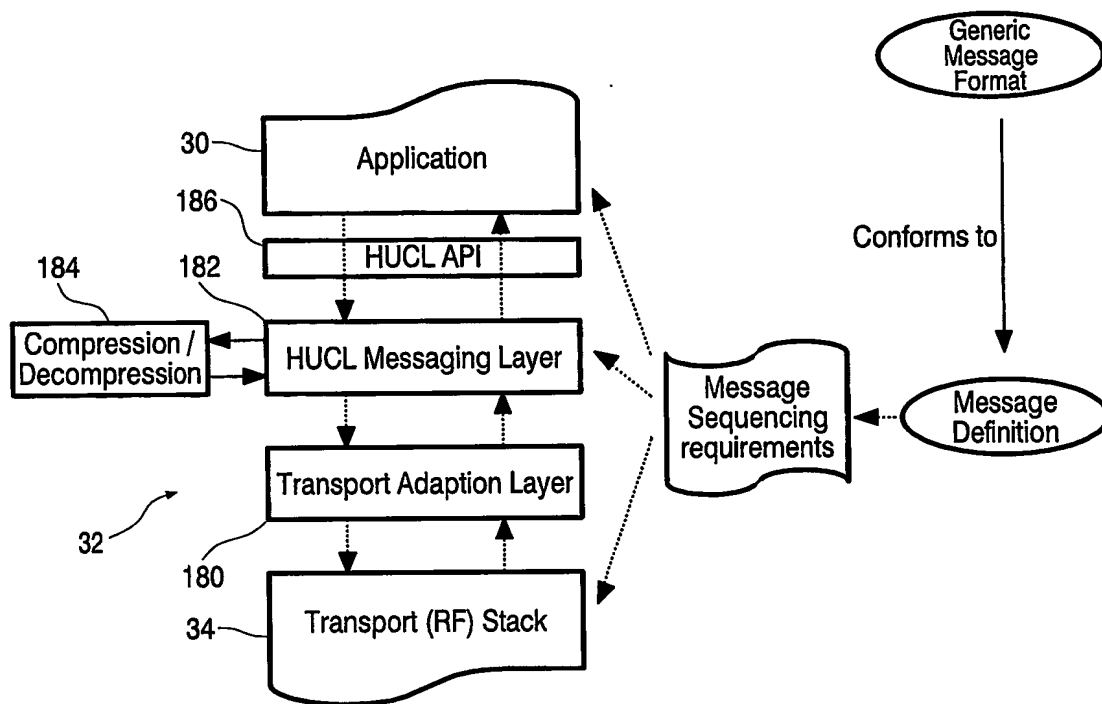 Generic
Message
Format
30
Application
186
HUCL API
Conforms to
184
182
Compression /
Decompression
HUCL Messaging Layer
Message
Sequencing
requirements
Message
Definition
Transport Adaption Layer
32
180
34
Transport (RF) Stack